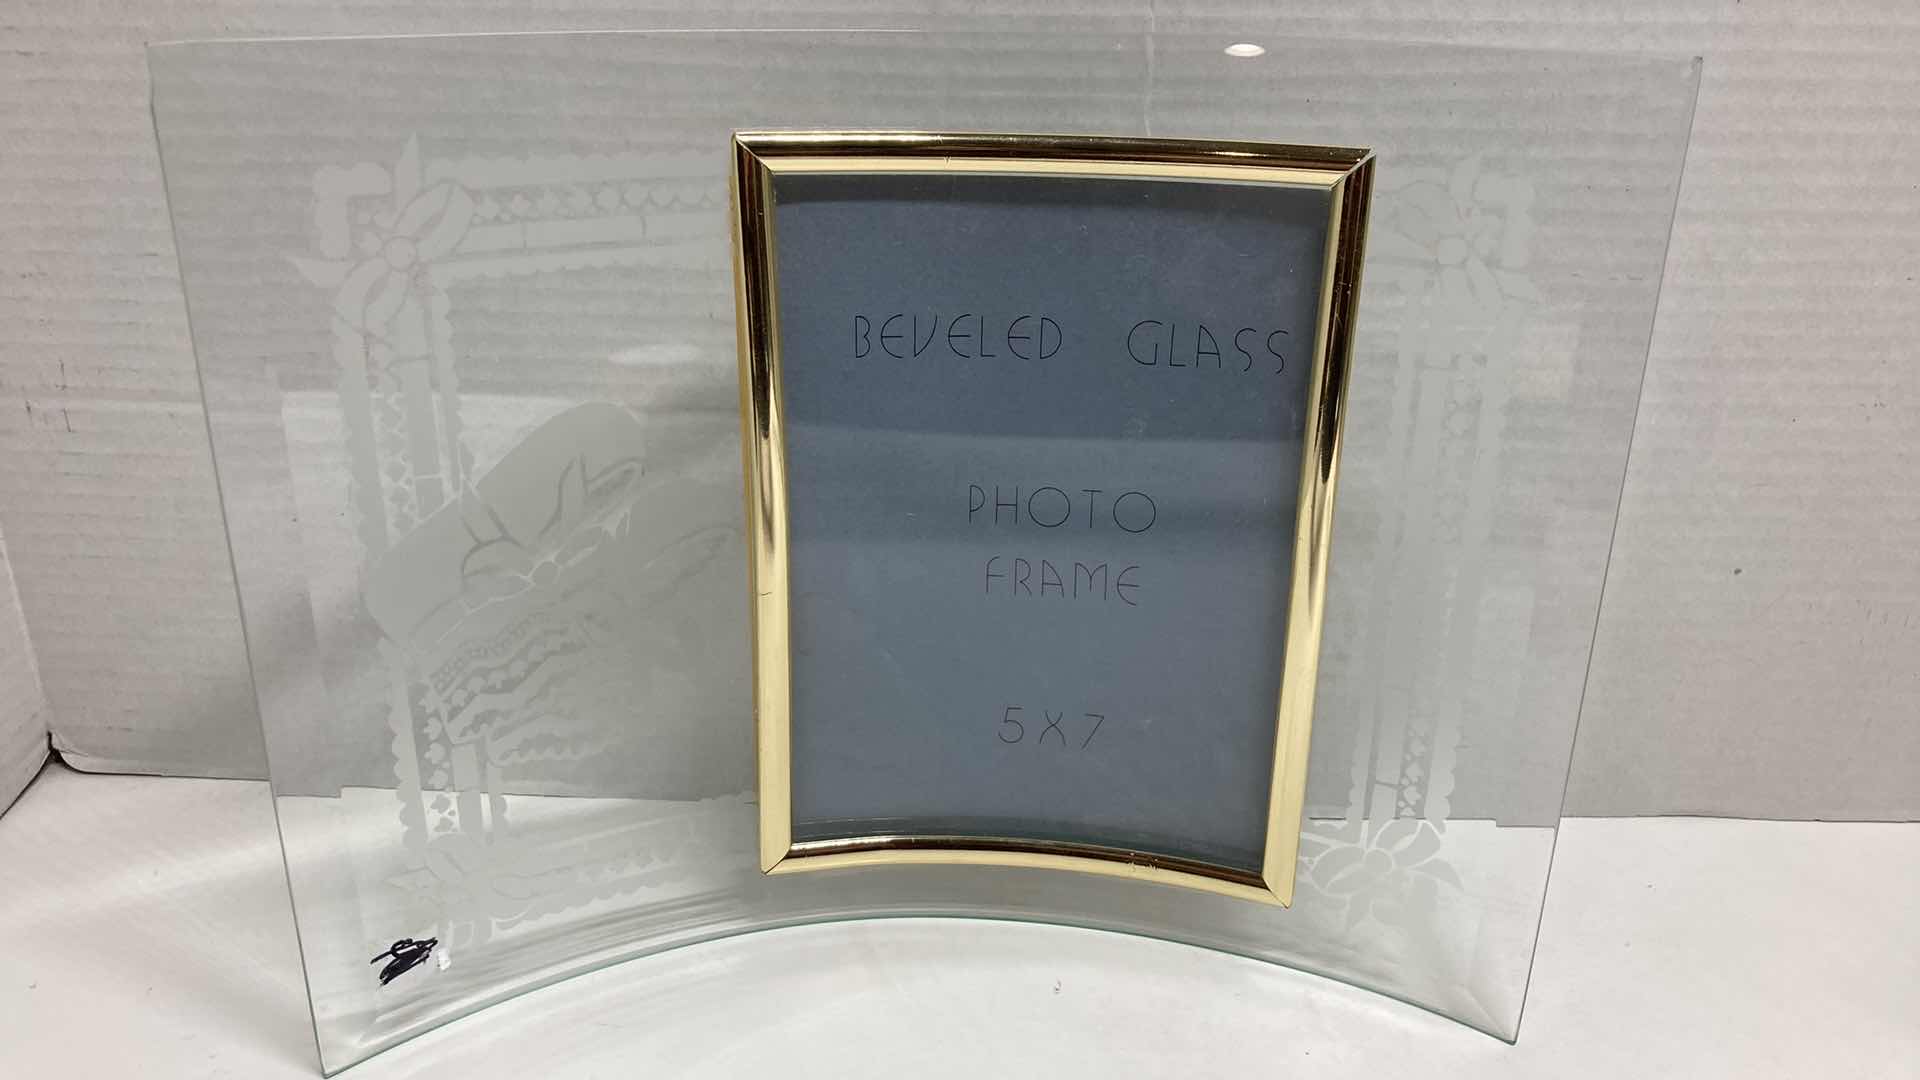 BEVELED GLASS
PHOTO
FRAME
5X7